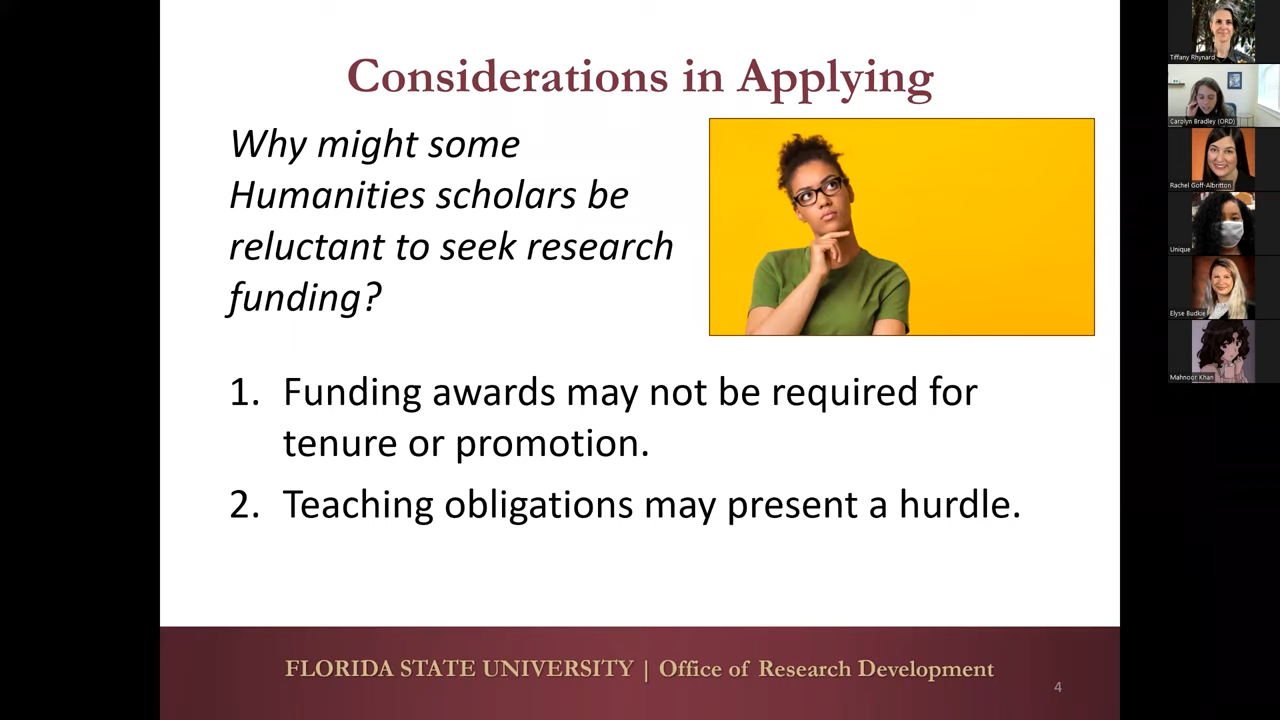 Considerations in Applying
Why might some
Humanities scholars be
reluctant to seek research
funding?
1. Funding awards may not be required for
tenure or promotion.
2. Teaching obligations may present a hurdle.
FLORIDA STATE UNIVERSITY | Office of Research Development
4
Tiffany Rhynard
Carolyn Bradley (ORD)
Rachel Goff-Albritton
Unique
Elyse Budkie
Mahnoor Khan